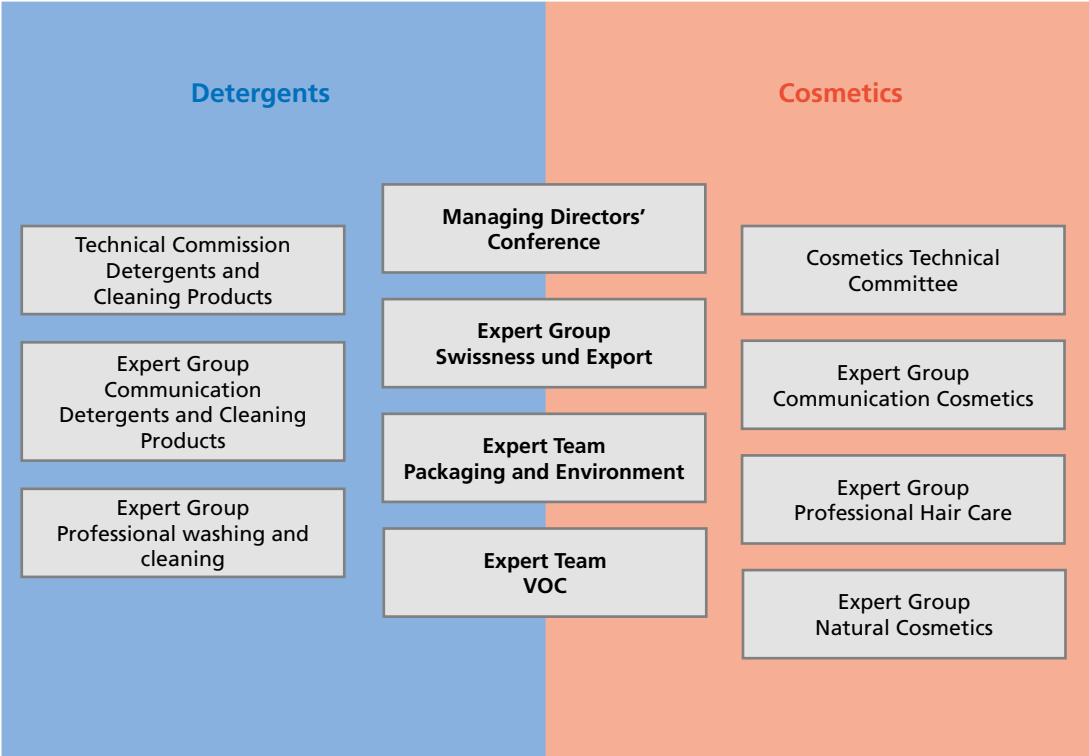 Detergents
Cosmetics
Technical Commission
Detergents and
Cleaning Products
Expert Group
Communication
Detergents and Cleaning
Products
Expert Group
Professional washing and
cleaning
Managing Directors’
Conference
Expert Group
Swissness und Export
Expert Team
Packaging and Environment
Expert Team
VOC
Cosmetics Technical
Committee
Expert Group
Communication Cosmetics
Expert Group
Professional Hair Care
Expert Group
Natural Cosmetics